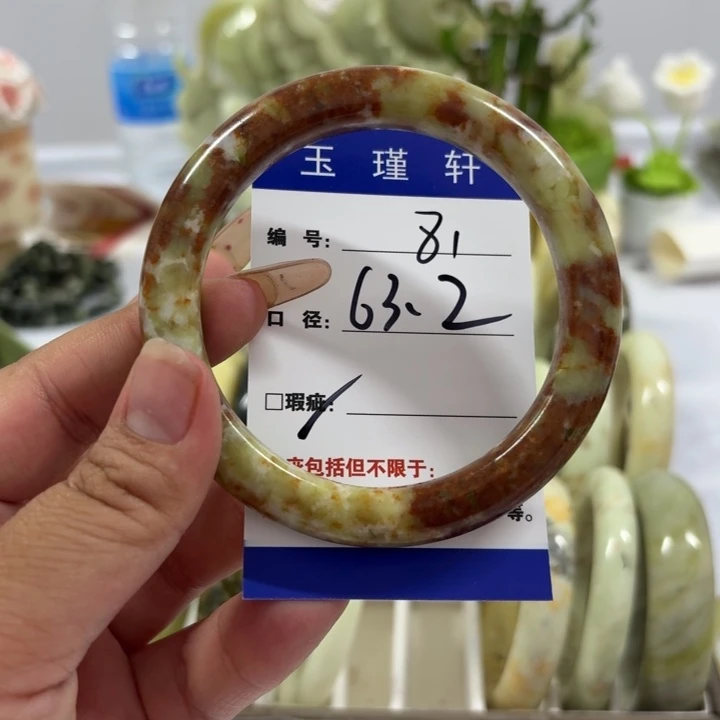 玉瑾轩
编号：81
口径：63.2
□瑕疵：
包括但不限于：
等。